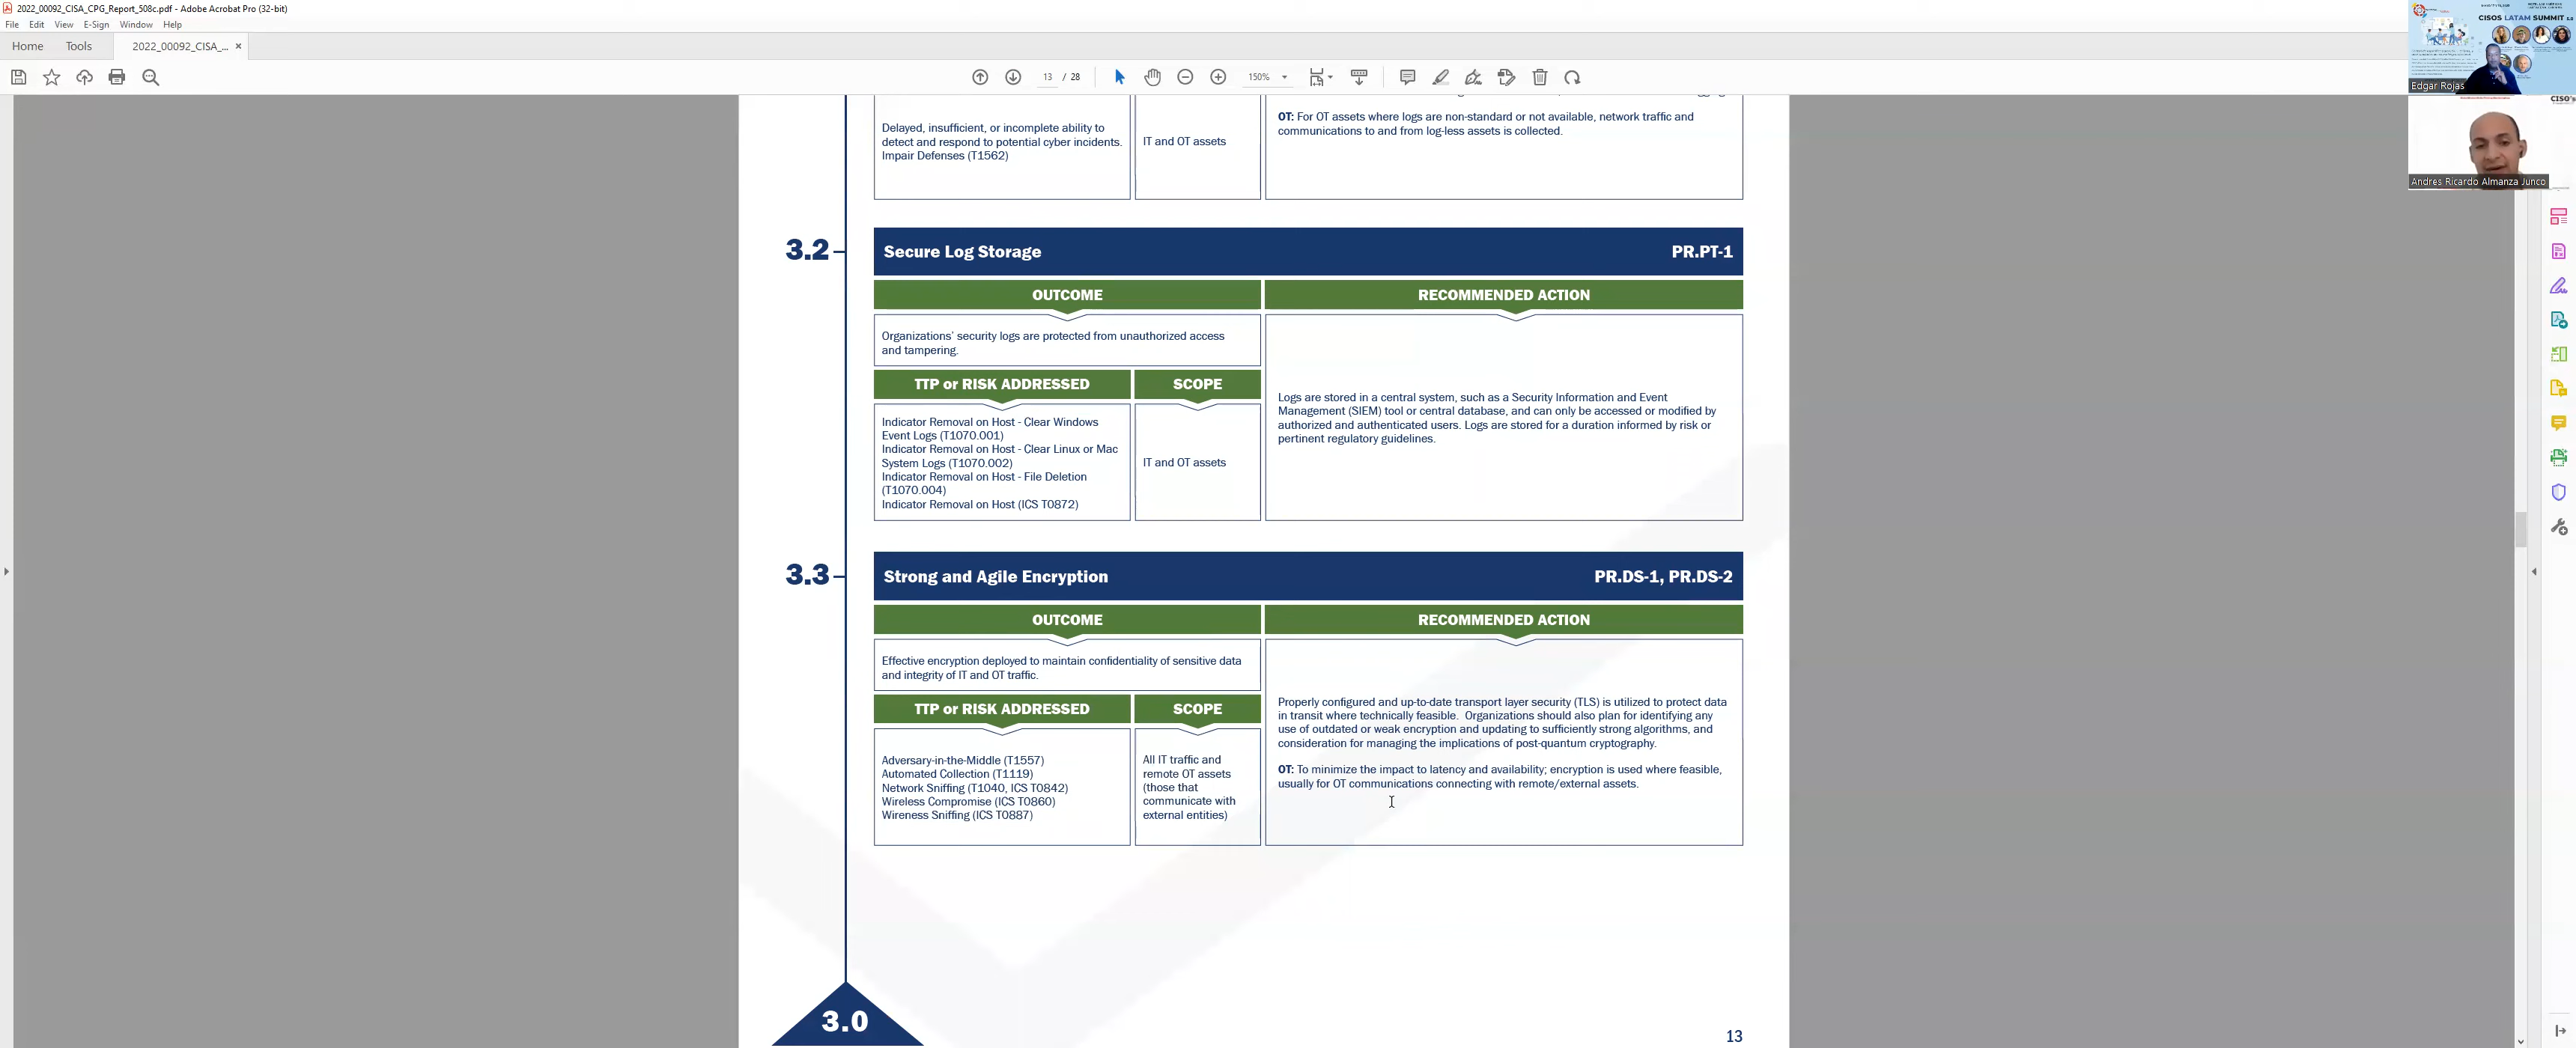 2022_00092_CISA_CPG_Report_508c.pdf - Adobe Acrobat Pro (32-bit)
File Edit View E-Sign Window Help
Home Tools 2022_00092_CISA_... ×
13 / 28 150%
CISOS LATAM SUMMIT
Edgar Rojas
CISO's
Andres Ricardo Almanza Junco
Delayed, insufficient, or incomplete ability to
detect and respond to potential cyber incidents.
Impair Defenses (T1562)
IT and OT assets
OT: For OT assets where logs are non-standard or not available, network traffic and
communications to and from log-less assets is collected.
3.2
Secure Log Storage PR.PT-1
OUTCOME
RECOMMENDED ACTION
Organizations' security logs are protected from unauthorized access
and tampering.
TTP or RISK ADDRESSED
SCOPE
Indicator Removal on Host - Clear Windows
Event Logs (T1070.001)
Indicator Removal on Host - Clear Linux or Mac
System Logs (T1070.002)
Indicator Removal on Host - File Deletion
(T1070.004)
Indicator Removal on Host (ICS T0872)
IT and OT assets
Logs are stored in a central system, such as a Security Information and Event
Management (SIEM) tool or central database, and can only be accessed or modified by
authorized and authenticated users. Logs are stored for a duration informed by risk or
pertinent regulatory guidelines.
3.3
Strong and Agile Encryption PR.DS-1, PR.DS-2
OUTCOME
RECOMMENDED ACTION
Effective encryption deployed to maintain confidentiality of sensitive data
and integrity of IT and OT traffic.
TTP or RISK ADDRESSED
SCOPE
Adversary-in-the-Middle (T1557)
Automated Collection (T1119)
Network Sniffing (T1040, ICS T0842)
Wireless Compromise (ICS T0860)
Wireness Sniffing (ICS T0887)
All IT traffic and
remote OT assets
(those that
communicate with
external entities)
Properly configured and up-to-date transport layer security (TLS) is utilized to protect data
in transit where technically feasible. Organizations should also plan for identifying any
use of outdated or weak encryption and updating to sufficiently strong algorithms, and
consideration for managing the implications of post-quantum cryptography.
OT: To minimize the impact to latency and availability; encryption is used where feasible,
usually for OT communications connecting with remote/external assets.
3.0
13